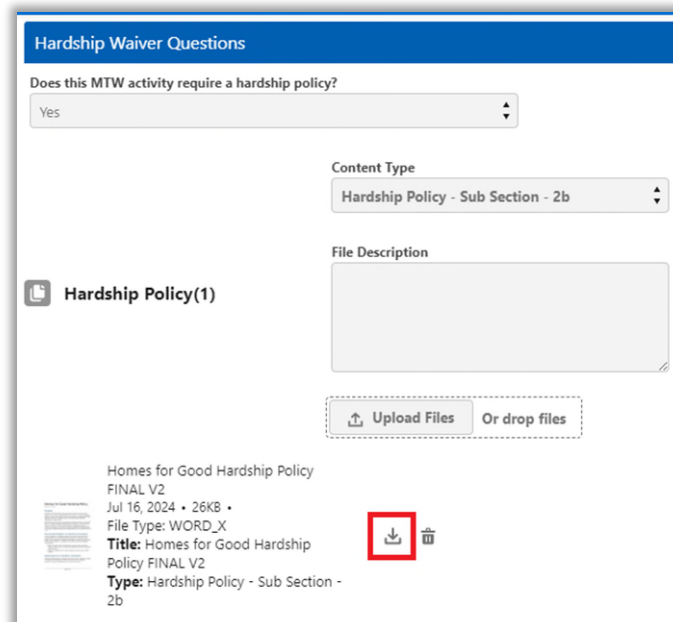 Hardship Waiver Questions
Does this MTW activity require a hardship policy?
Yes
Content Type
Hardship Policy - Sub Section - 2b
File Description
Hardship Policy(1)
Upload Files
Or drop files
Homes for Good Hardship Policy
FINAL V2
Jul 16, 2024 • 26KB •
File Type: WORD_X
Title: Homes for Good Hardship
Policy FINAL V2
Type: Hardship Policy - Sub Section -
2b